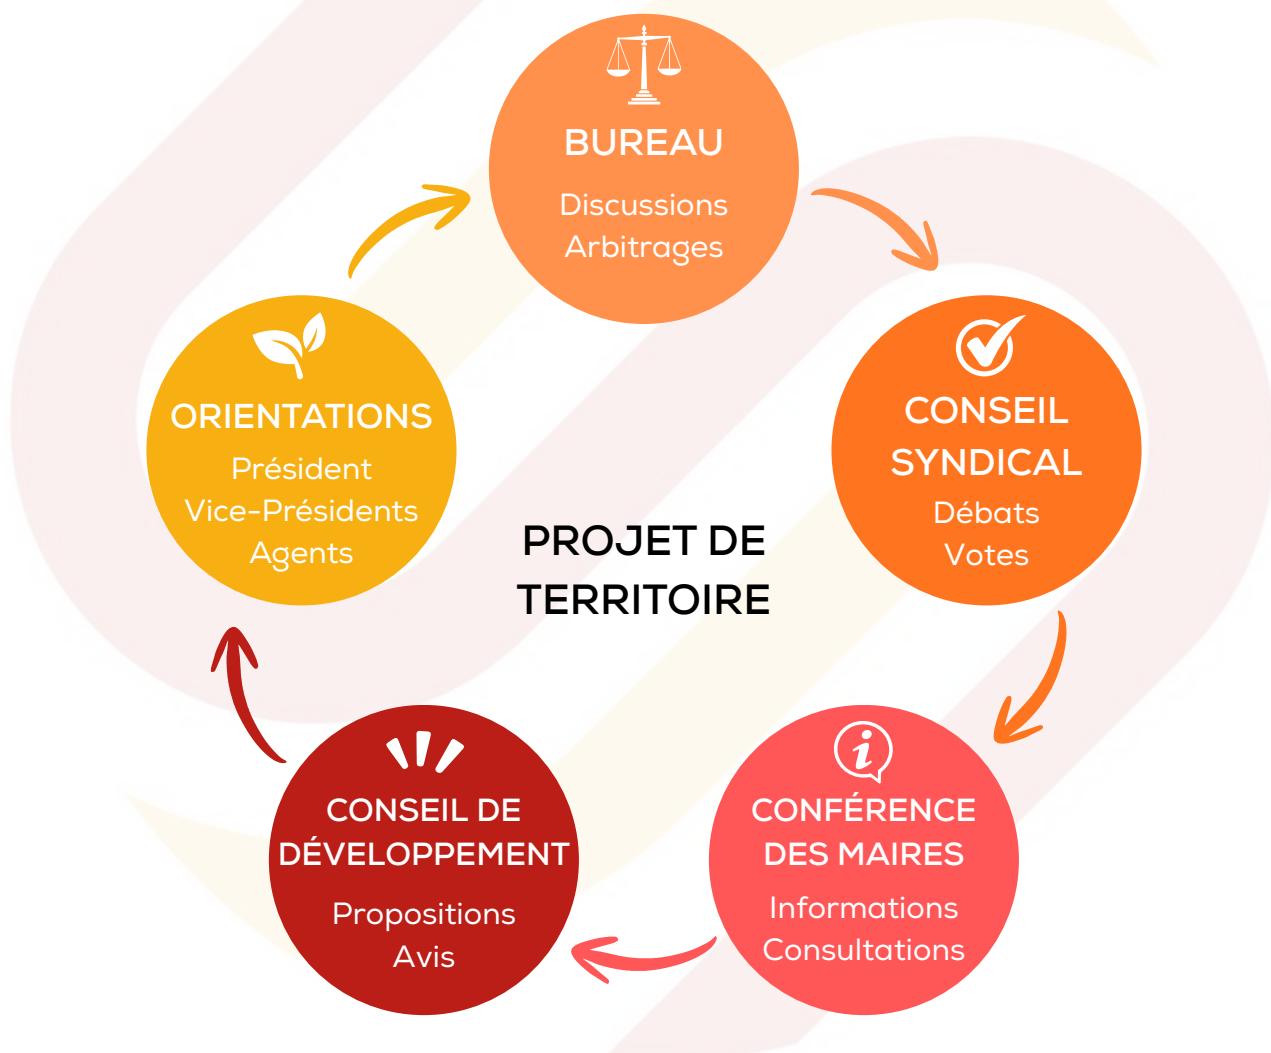 BUREAU
Discussions
Arbitrages
ORIENTATIONS
Président
Vice-Présidents
Agents
CONSEIL
SYNDICAL
Débats
Votes
PROJET DE
TERRITOIRE
CONSEIL DE
DÉVELOPPEMENT
Propositions
Avis
CONFÉRENCE
DES MAIRES
Informations
Consultations